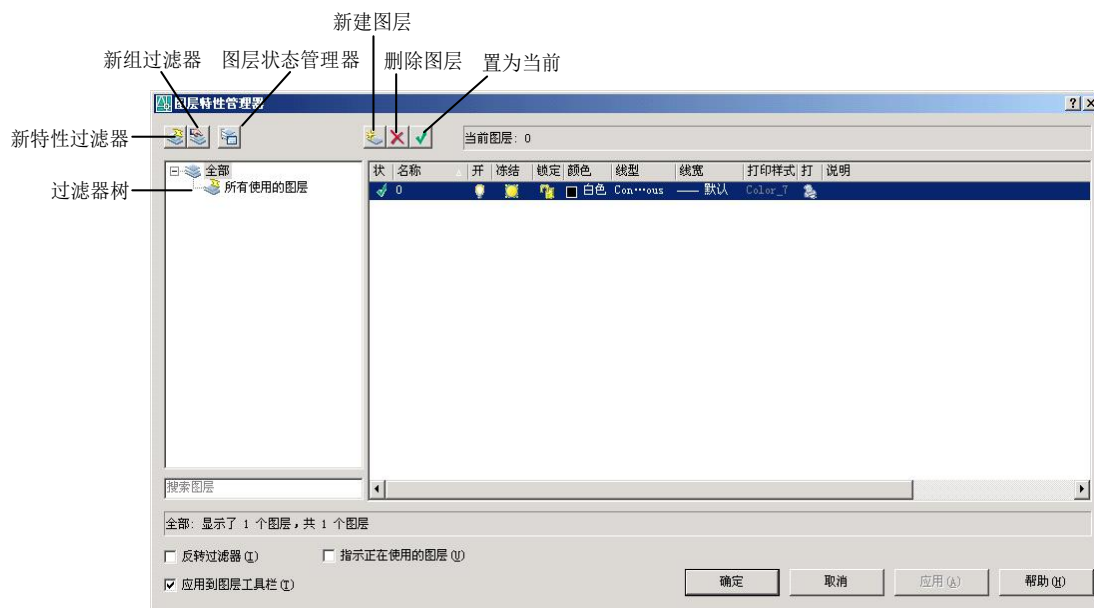 新建图层
新组过滤器 图层状态管理器 删除图层 置为当前
图层特性管理器
新特性过滤器
当前图层: 0
过滤器树
全部
所有使用的图层
状 名称 开 冻结 锁定 颜色 线型 线宽 打印样式 打 说明
0 白色 Con…ous 默认 Color_7
搜索图层
全部: 显示了 1 个图层,共 1 个图层
反转过滤器(I) 指示正在使用的图层(U)
应用到图层工具栏(T)
确定 取消 应用(A) 帮助(H)